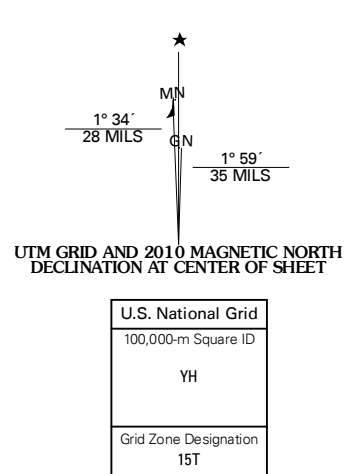 MN
1° 34´
28 MILS
GN
1° 59´
35 MILS
UTM GRID AND 2010 MAGNETIC NORTH
DECLINATION AT CENTER OF SHEET
U.S. National Grid
100,000-m Square ID
YH
Grid Zone Designation
15T